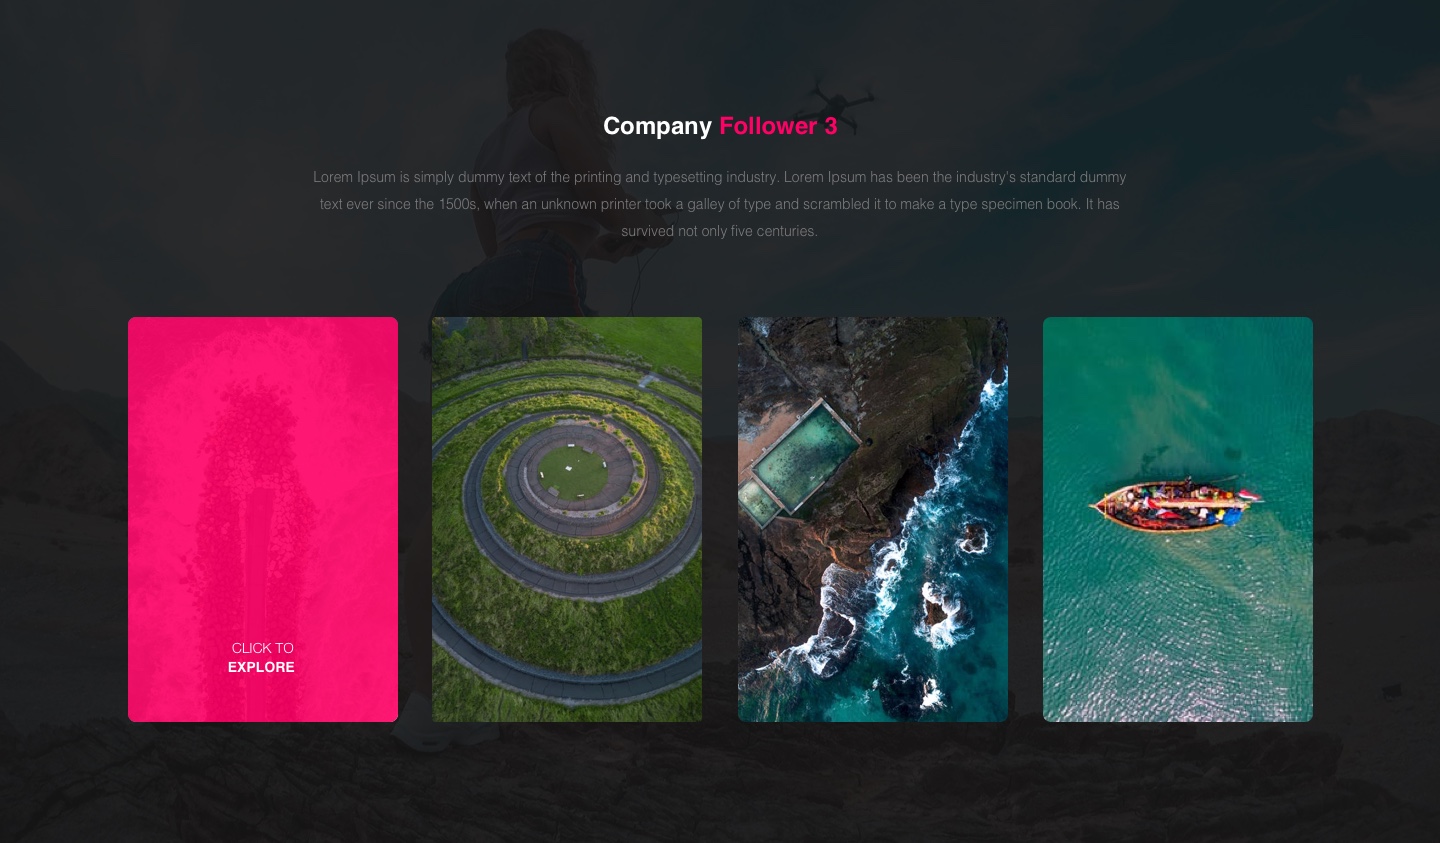 Company Follower 3
Lorem Ipsum is simply dummy text of the printing and typesetting industry. Lorem Ipsum has been the industry's standard dummy
text ever since the 1500s, when an unknown printer took a galley of type and scrambled it to make a type specimen book. It has
survived not only five centuries.
CLICK TO
EXPLORE